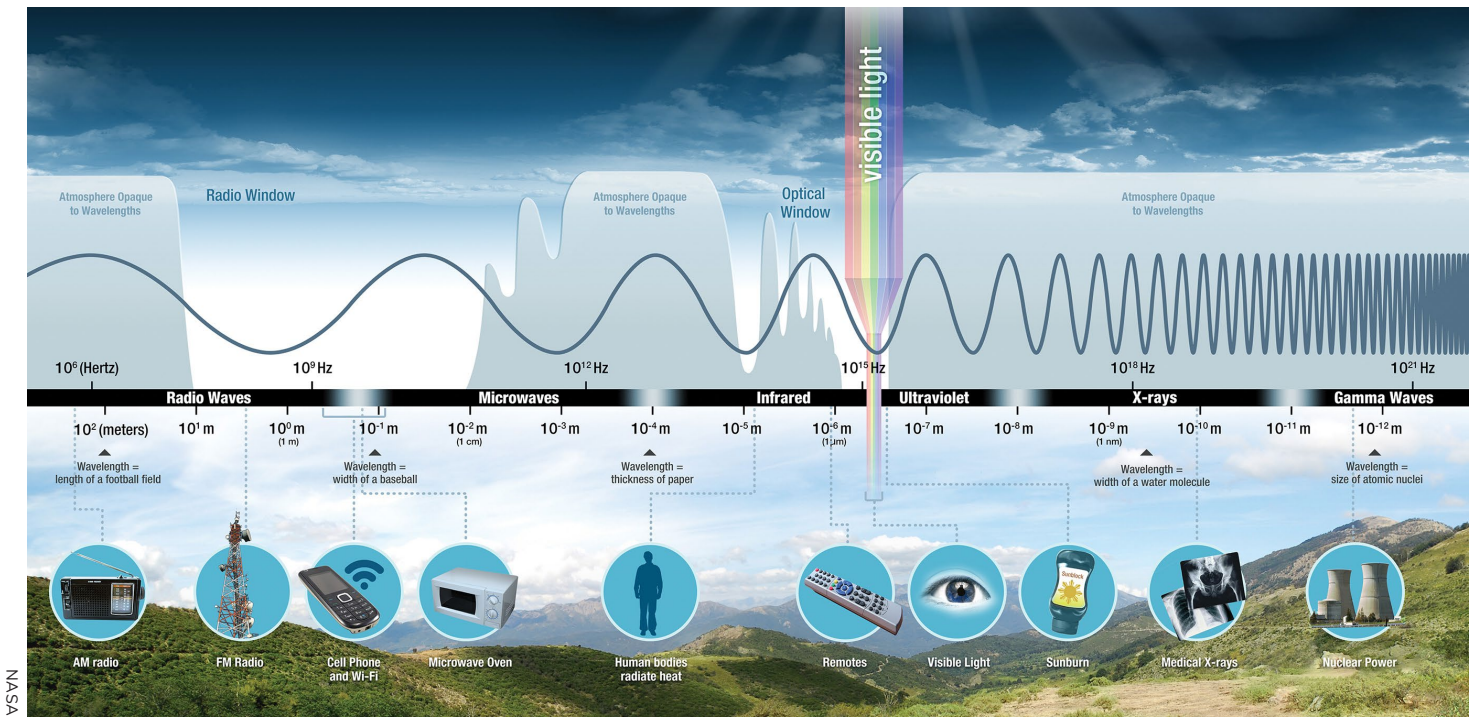 visible light
Atmosphere Opaque
to Wavelengths
Radio Window
Atmosphere Opaque
to Wavelengths
Optical
Window
Atmosphere Opaque
to Wavelengths
10⁶ (Hertz)
10⁹ Hz
10¹² Hz
10¹⁵ Hz
10¹⁸ Hz
10²¹ Hz
Radio Waves
Microwaves
Infrared
Ultraviolet
X-rays
Gamma Waves
10² (meters)
10¹ m
10⁰ m
(1 m)
10⁻¹ m
10⁻² m
(1 cm)
10⁻³ m
10⁻⁴ m
10⁻⁵ m
10⁻⁶ m
(1µm)
10⁻⁷ m
10⁻⁸ m
10⁻⁹ m
(1 nm)
10⁻¹⁰ m
10⁻¹¹ m
10⁻¹² m
Wavelength =
length of a football field
Wavelength =
width of a baseball
Wavelength =
thickness of paper
Wavelength =
width of a water molecule
Wavelength =
size of atomic nuclei
Sunblock
AM radio
FM Radio
Cell Phone
and Wi-Fi
Microwave Oven
Human bodies
radiate heat
Remotes
Visible Light
Sunburn
Medical X-rays
Nuclear Power
NASA